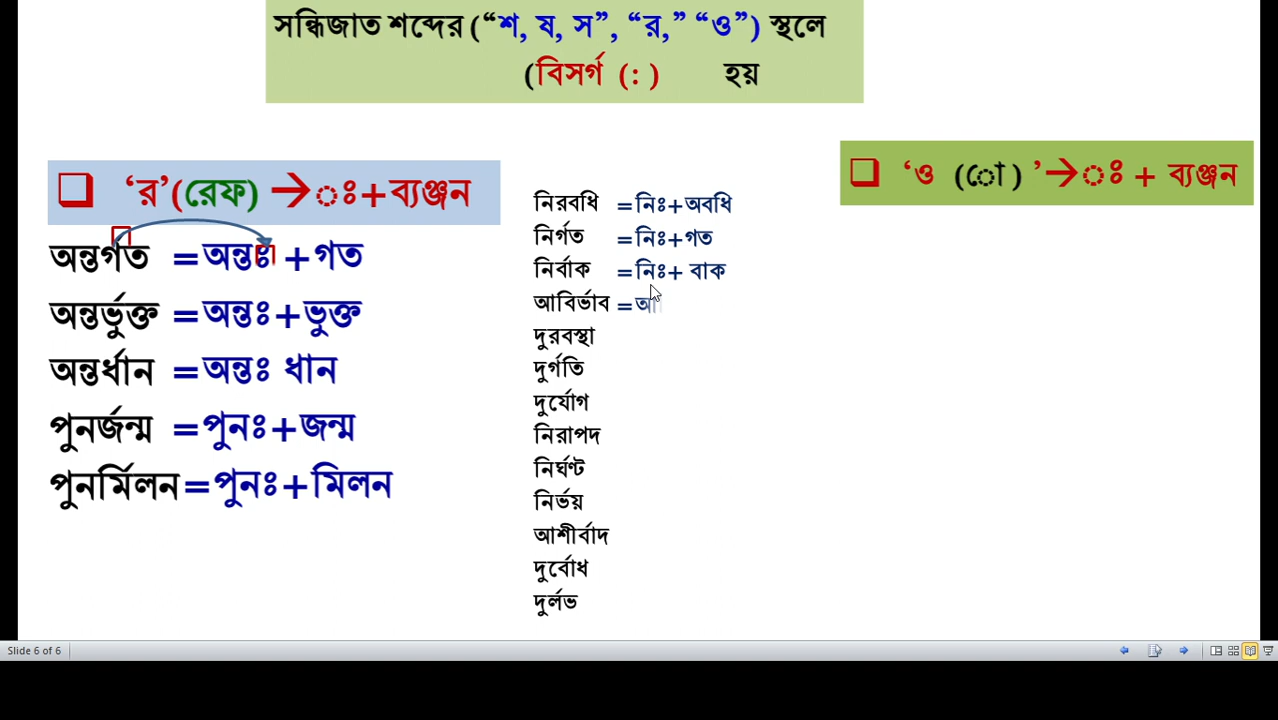 সন্ধিজাত শব্দের (“শ, ষ, স”, “র,” “ও”) স্থলে
(বিসর্গ (: ) হয়
‘র’(রেফ) →ঃ+ব্যঞ্জন
অন্তর্গত =অন্তঃ +গত
অন্তর্ভুক্ত =অন্তঃ+ভুক্ত
অন্তর্ধান =অন্তঃ ধান
পুনর্জন্ম =পুনঃ+জন্ম
পুনর্মিলন=পুনঃ+মিলন
নিরবধি =নিঃ+অবধি
নির্গত =নিঃ+গত
নির্বাক =নিঃ+ বাক
আবির্ভাব =আ
দুরবস্থা
দুর্গতি
দুর্যোগ
নিরাপদ
নির্ঘণ্ট
নির্ভয়
আশীর্বাদ
দুর্বোধ
দুর্লভ
‘ও (ো ) ’→ঃ + ব্যঞ্জন
Slide 6 of 6